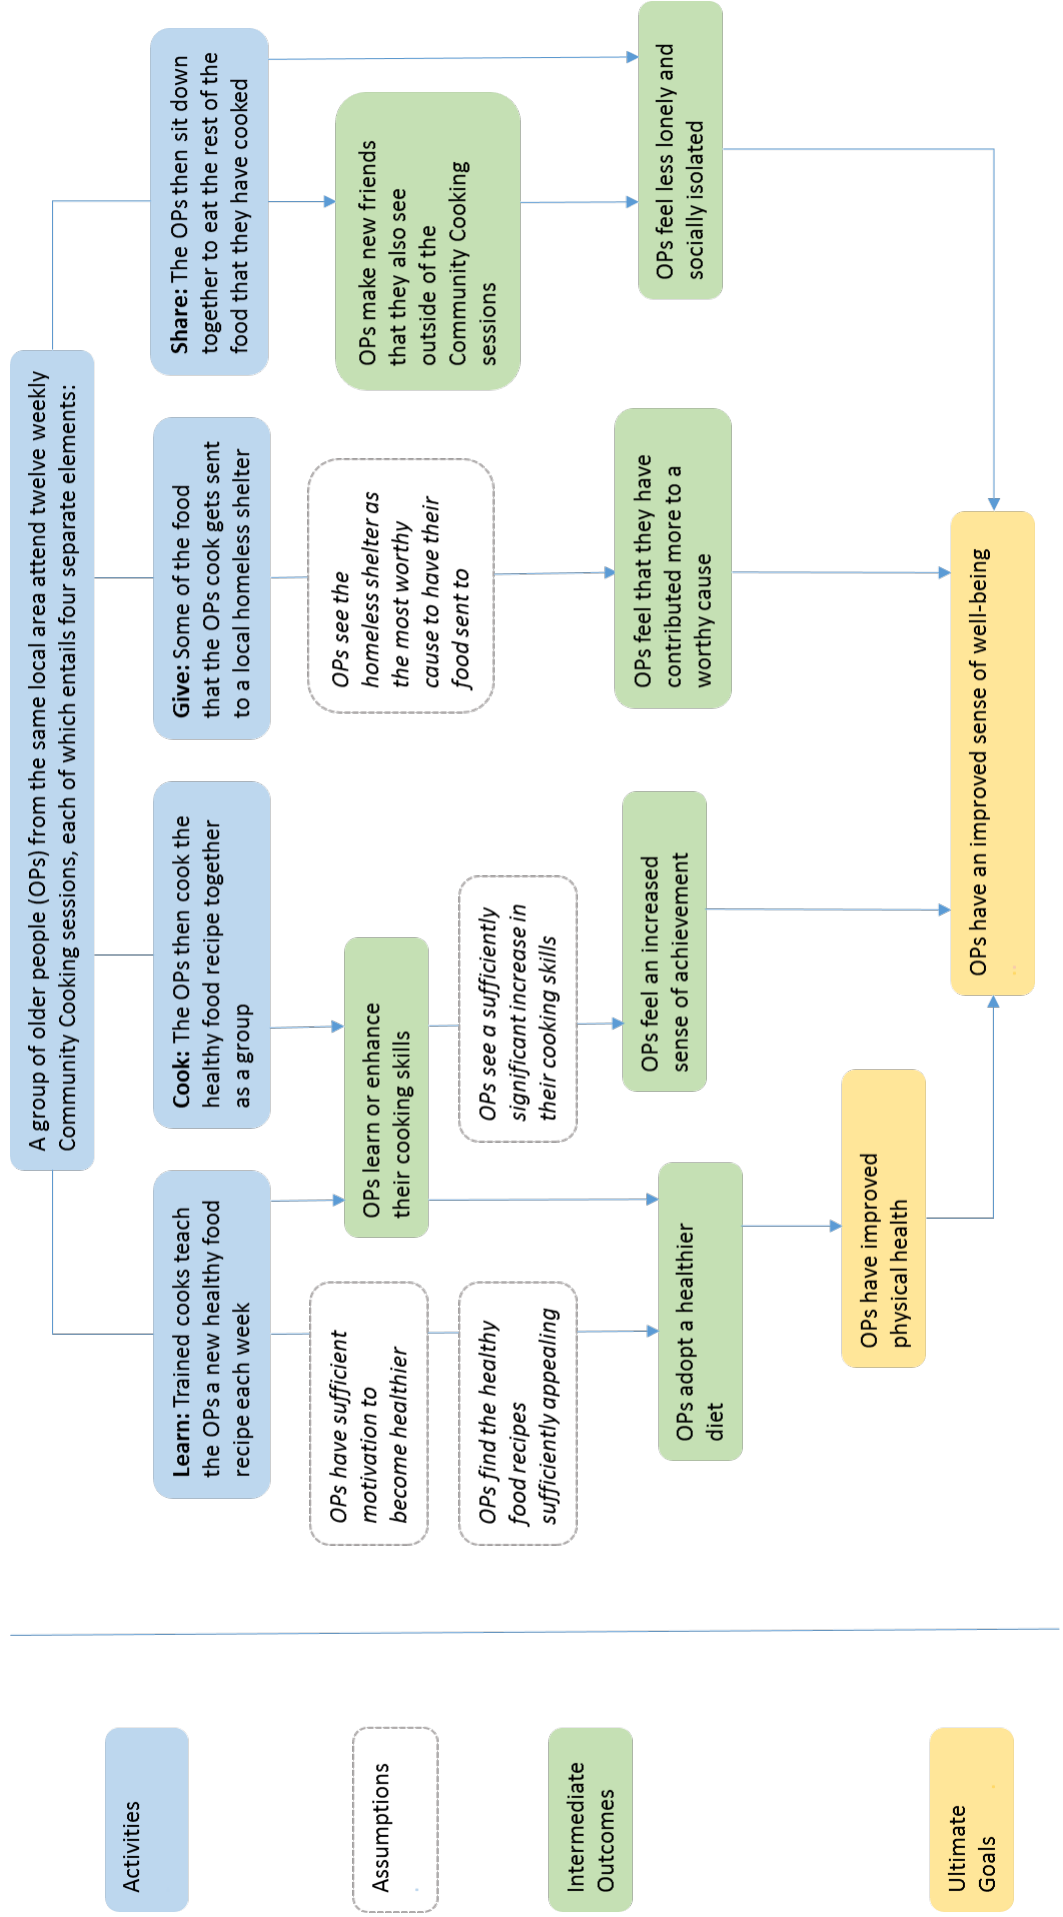 A group of older people (OPs) from the same local area attend twelve weekly
Community Cooking sessions, each of which entails four separate elements:
Learn: Trained cooks teach
the OPs a new healthy food
recipe each week
Cook: The OPs then cook the
healthy food recipe together
as a group
Give: Some of the food
that the OPs cook gets sent
to a local homeless shelter
Share: The OPs then sit down
together to eat the rest of the
food that they have cooked
OPs have sufficient
motivation to
become healthier
OPs learn or enhance
their cooking skills
OPs see the
homeless shelter as
the most worthy
cause to have their
food sent to
OPs make new friends
that they also see
outside of the
Community Cooking
sessions
OPs find the healthy
food recipes
sufficiently appealing
OPs see a sufficiently
significant increase in
their cooking skills
OPs adopt a healthier
diet
OPs feel an increased
sense of achievement
OPs feel that they have
contributed more to a
worthy cause
OPs feel less lonely and
socially isolated
OPs have improved
physical health
OPs have an improved sense of well-being
Activities
Assumptions
Intermediate
Outcomes
Ultimate
Goals